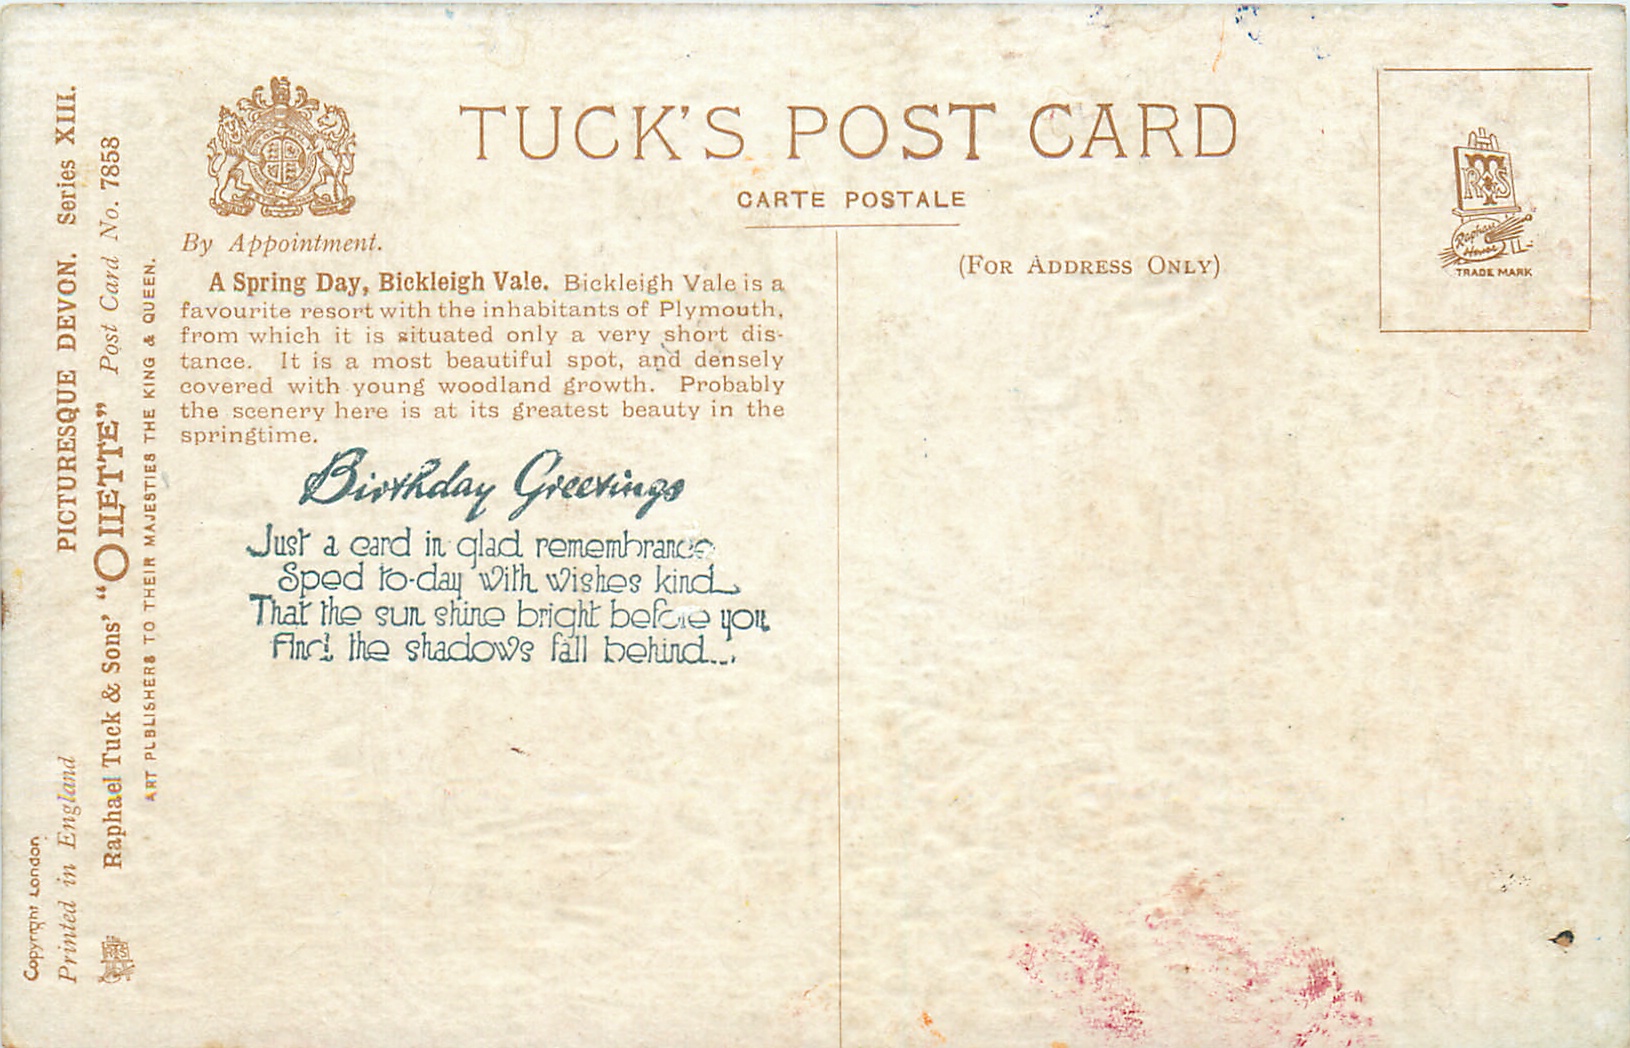 TUCK'S POST CARD
CARTE POSTALE
By Appointment.
(FOR ADDRESS ONLY)
A Spring Day, Bickleigh Vale. Bickleigh Vale is a
favourite resort with the inhabitants of Plymouth,
from which it is situated only a very short dis-
tance. It is a most beautiful spot, and densely
covered with young woodland growth. Probably
the scenery here is at its greatest beauty in the
springtime.
Birthday Greetings
Just a card in glad remembrance
Sped to-day with wishes kind
That the sun shine bright before you
And the shadows fall behind...
Copyright London
Printed in England
PICTURESQUE DEVON. Series XIII.
Raphael Tuck & Sons' "OILETTE" Post Card No. 7858
ART PUBLISHERS TO THEIR MAJESTIES THE KING & QUEEN.
RTS
Raphael
House
TRADE MARK